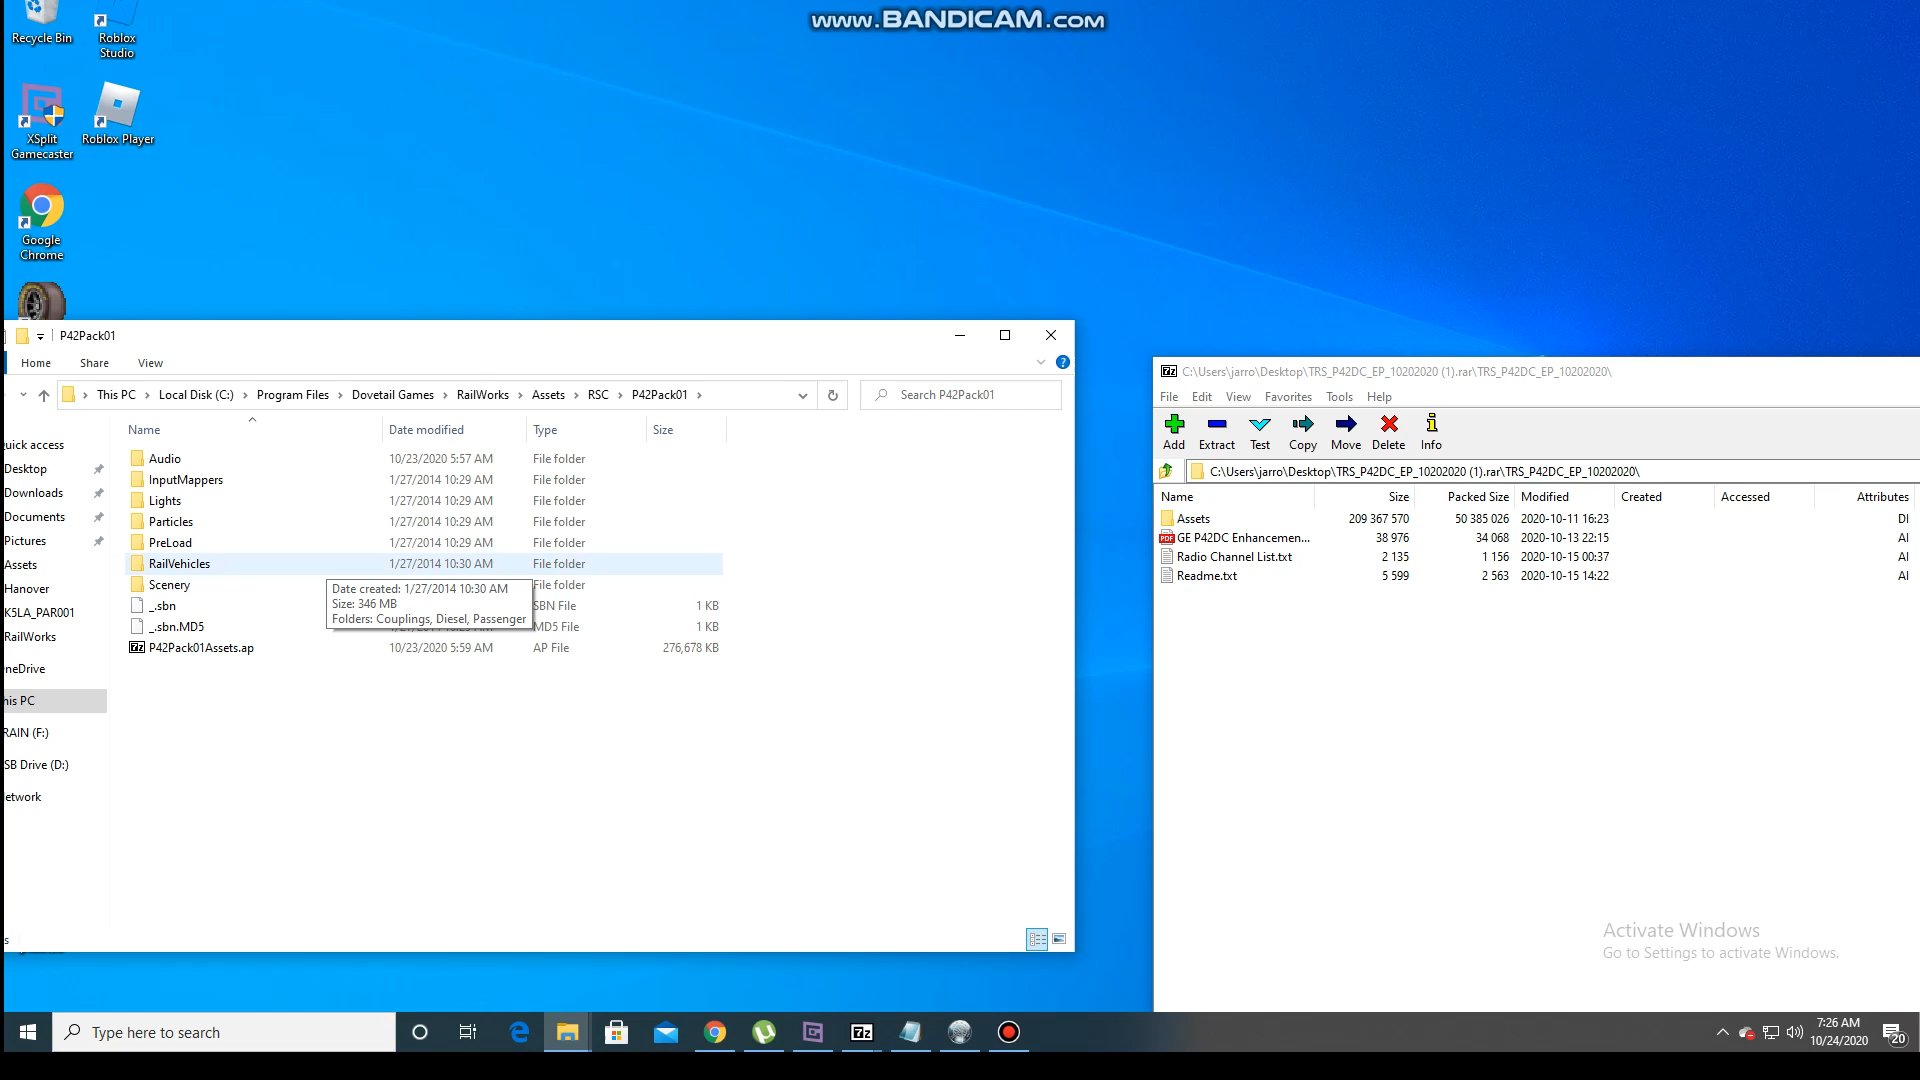 www.BANDICAM.com
Recycle Bin
Roblox
Studio
XSplit
Gamecaster
Roblox Player
Google
Chrome
P42Pack01
Home Share View
This PC Local Disk (C:) Program Files Dovetail Games RailWorks Assets RSC P42Pack01
Search P42Pack01
Name Date modified Type Size
uick access
Desktop
Downloads
Documents
Pictures
Assets
Hanover
K5LA_PAR001
RailWorks
neDrive
his PC
RAIN (F:)
SB Drive (D:)
etwork
s
Audio 10/23/2020 5:57 AM File folder
InputMappers 1/27/2014 10:29 AM File folder
Lights 1/27/2014 10:29 AM File folder
Particles 1/27/2014 10:29 AM File folder
PreLoad 1/27/2014 10:29 AM File folder
RailVehicles 1/27/2014 10:30 AM File folder
Scenery File folder
_.sbn SBN File 1 KB
_.sbn.MD5 MD5 File 1 KB
P42Pack01Assets.ap 10/23/2020 5:59 AM AP File 276,678 KB
Date created: 1/27/2014 10:30 AM
Size: 346 MB
Folders: Couplings, Diesel, Passenger
7z C:\Users\jarro\Desktop\TRS_P42DC_EP_10202020 (1).rar\TRS_P42DC_EP_10202020\
File Edit View Favorites Tools Help
Add Extract Test Copy Move Delete Info
C:\Users\jarro\Desktop\TRS_P42DC_EP_10202020 (1).rar\TRS_P42DC_EP_10202020\
Name Size Packed Size Modified Created Accessed Attributes
Assets 209 367 570 50 385 026 2020-10-11 16:23 DI
PDF GE P42DC Enhancemen... 38 976 34 068 2020-10-13 22:15 AI
Radio Channel List.txt 2 135 1 156 2020-10-15 00:37 AI
Readme.txt 5 599 2 563 2020-10-15 14:22 AI
Activate Windows
Go to Settings to activate Windows.
Type here to search
7z
7:26 AM
10/24/2020
20